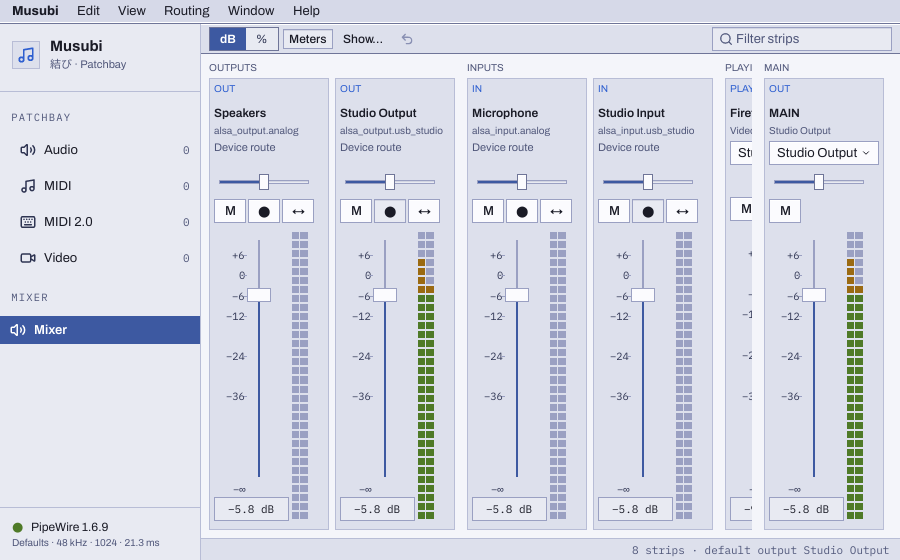 Musubi Edit View Routing Window Help
Musubi
結び · Patchbay
PATCHBAY
Audio 0
MIDI 0
MIDI 2.0 0
Video 0
MIXER
Mixer
PipeWire 1.6.9
Defaults · 48 kHz · 1024 · 21.3 ms
dB % Meters Show... Filter strips
OUTPUTS
OUT
Speakers
alsa_output.analog
Device route
M ● ↔
+6
0
−6
−12
−24
−36
−∞
−5.8 dB
OUT
Studio Output
alsa_output.usb_studio
Device route
M ● ↔
+6
0
−6
−12
−24
−36
−∞
−5.8 dB
INPUTS
IN
Microphone
alsa_input.analog
Device route
M ● ↔
+6
0
−6
−12
−24
−36
−∞
−5.8 dB
IN
Studio Input
alsa_input.usb_studio
Device route
M ● ↔
+6
0
−6
−12
−24
−36
−∞
−5.8 dB
MAIN
OUT
MAIN
Studio Output
Studio Output
M
+6
0
−6
−12
−24
−36
−∞
−5.8 dB
8 strips · default output Studio Output